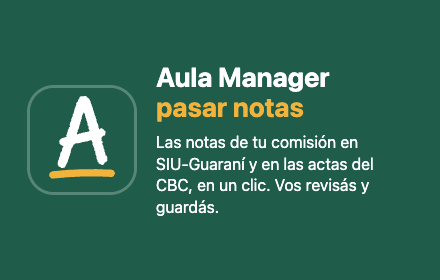 A
Aula Manager
pasar notas
Las notas de tu comisión en
SIU-Guaraní y en las actas del
CBC, en un clic. Vos revisás y
guardás.